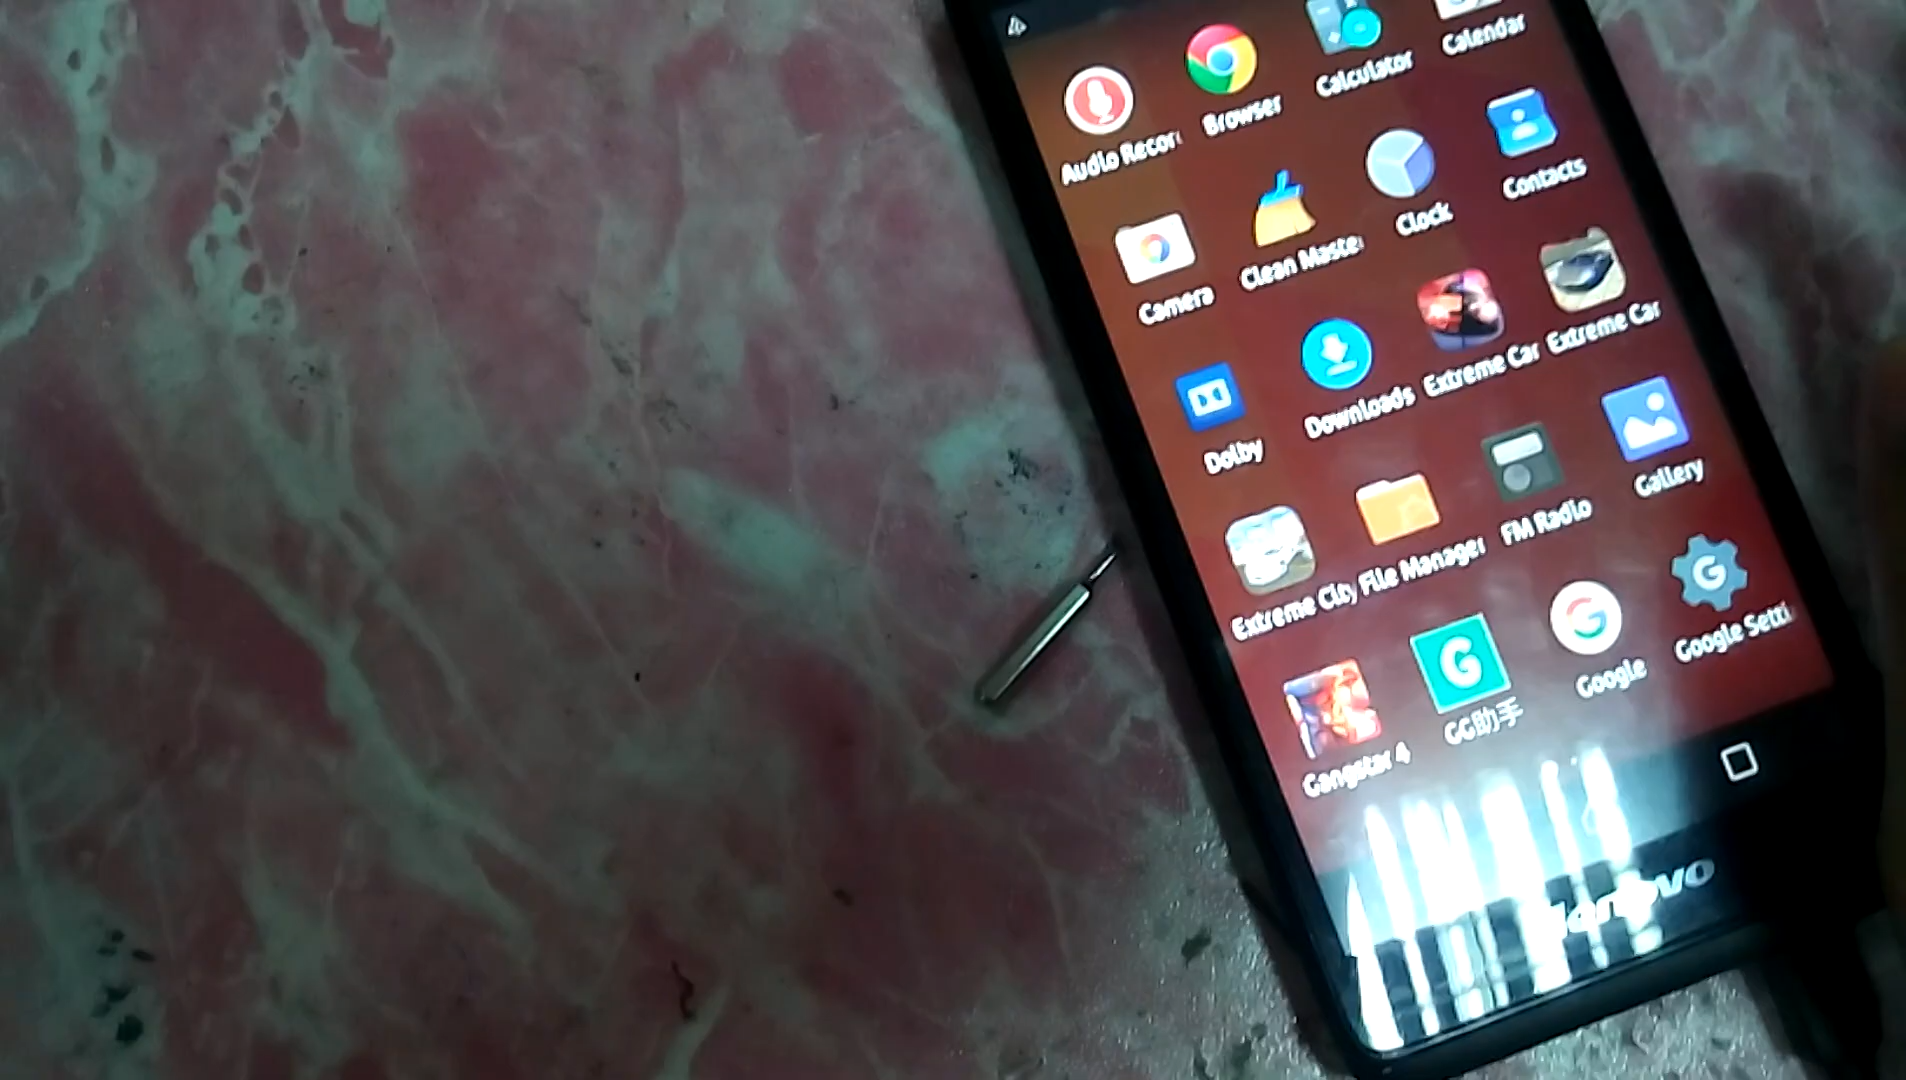 Audio Recor
Browser
Calculator
Calendar
Camera
Clean Maste
Clock
Contacts
Dolby
Downloads
Extreme Car
Extreme Car
Extreme City
File Manager
FM Radio
Gallery
Gangstar 4
GG助手
Google
Google Setti
lenovo